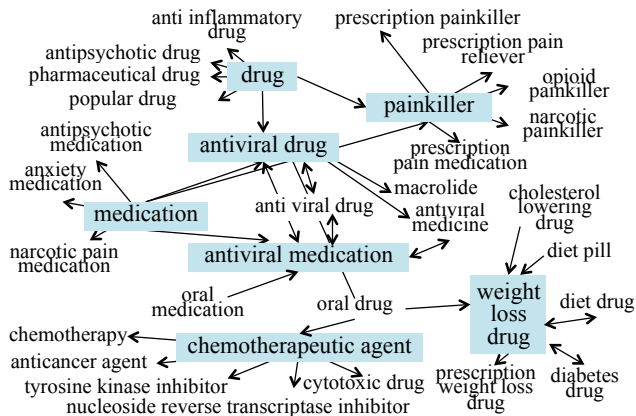 anti inflammatory
drug
prescription painkiller
antipsychotic drug
pharmaceutical drug
popular drug
drug
prescription pain
reliever
opioid
painkiller
painkiller
narcotic
painkiller
antipsychotic
medication
antiviral drug
prescription
pain medication
anxiety
medication
macrolide
cholesterol
lowering
drug
medication
anti viral drug
antiviral
medicine
narcotic pain
medication
antiviral medication
diet pill
oral
medication
oral drug
weight
loss
drug
diet drug
chemotherapy
chemotherapeutic agent
anticancer agent
tyrosine kinase inhibitor
cytotoxic drug
nucleoside reverse transcriptase inhibitor
prescription
weight loss
drug
diabetes
drug